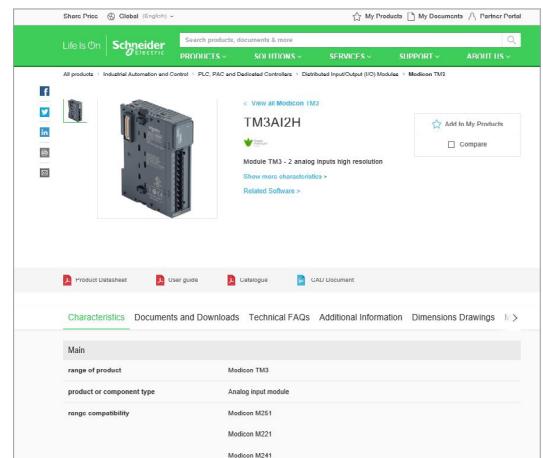 Share Price Global (English) My Products My Documents Partner Portal
Life Is On Schneider Electric
Search products, documents & more
PRODUCTS SOLUTIONS SERVICES SUPPORT ABOUT US
All products > Industrial Automation and Control > PLC, PAC and Dedicated Controllers > Distributed Input/Output (I/O) Modules > Modicon TM3
< View all Modicon TM3
TM3AI2H
Add to My Products
Compare
Green Premium
Module TM3 - 2 analog inputs high resolution
Show more characteristics >
Related Software >
Product Datasheet User guide Catalogue CAD Document
Characteristics Documents and Downloads Technical FAQs Additional Information Dimensions Drawings
Main
range of product Modicon TM3
product or component type Analog input module
range compatibility Modicon M251
Modicon M221
Modicon M241